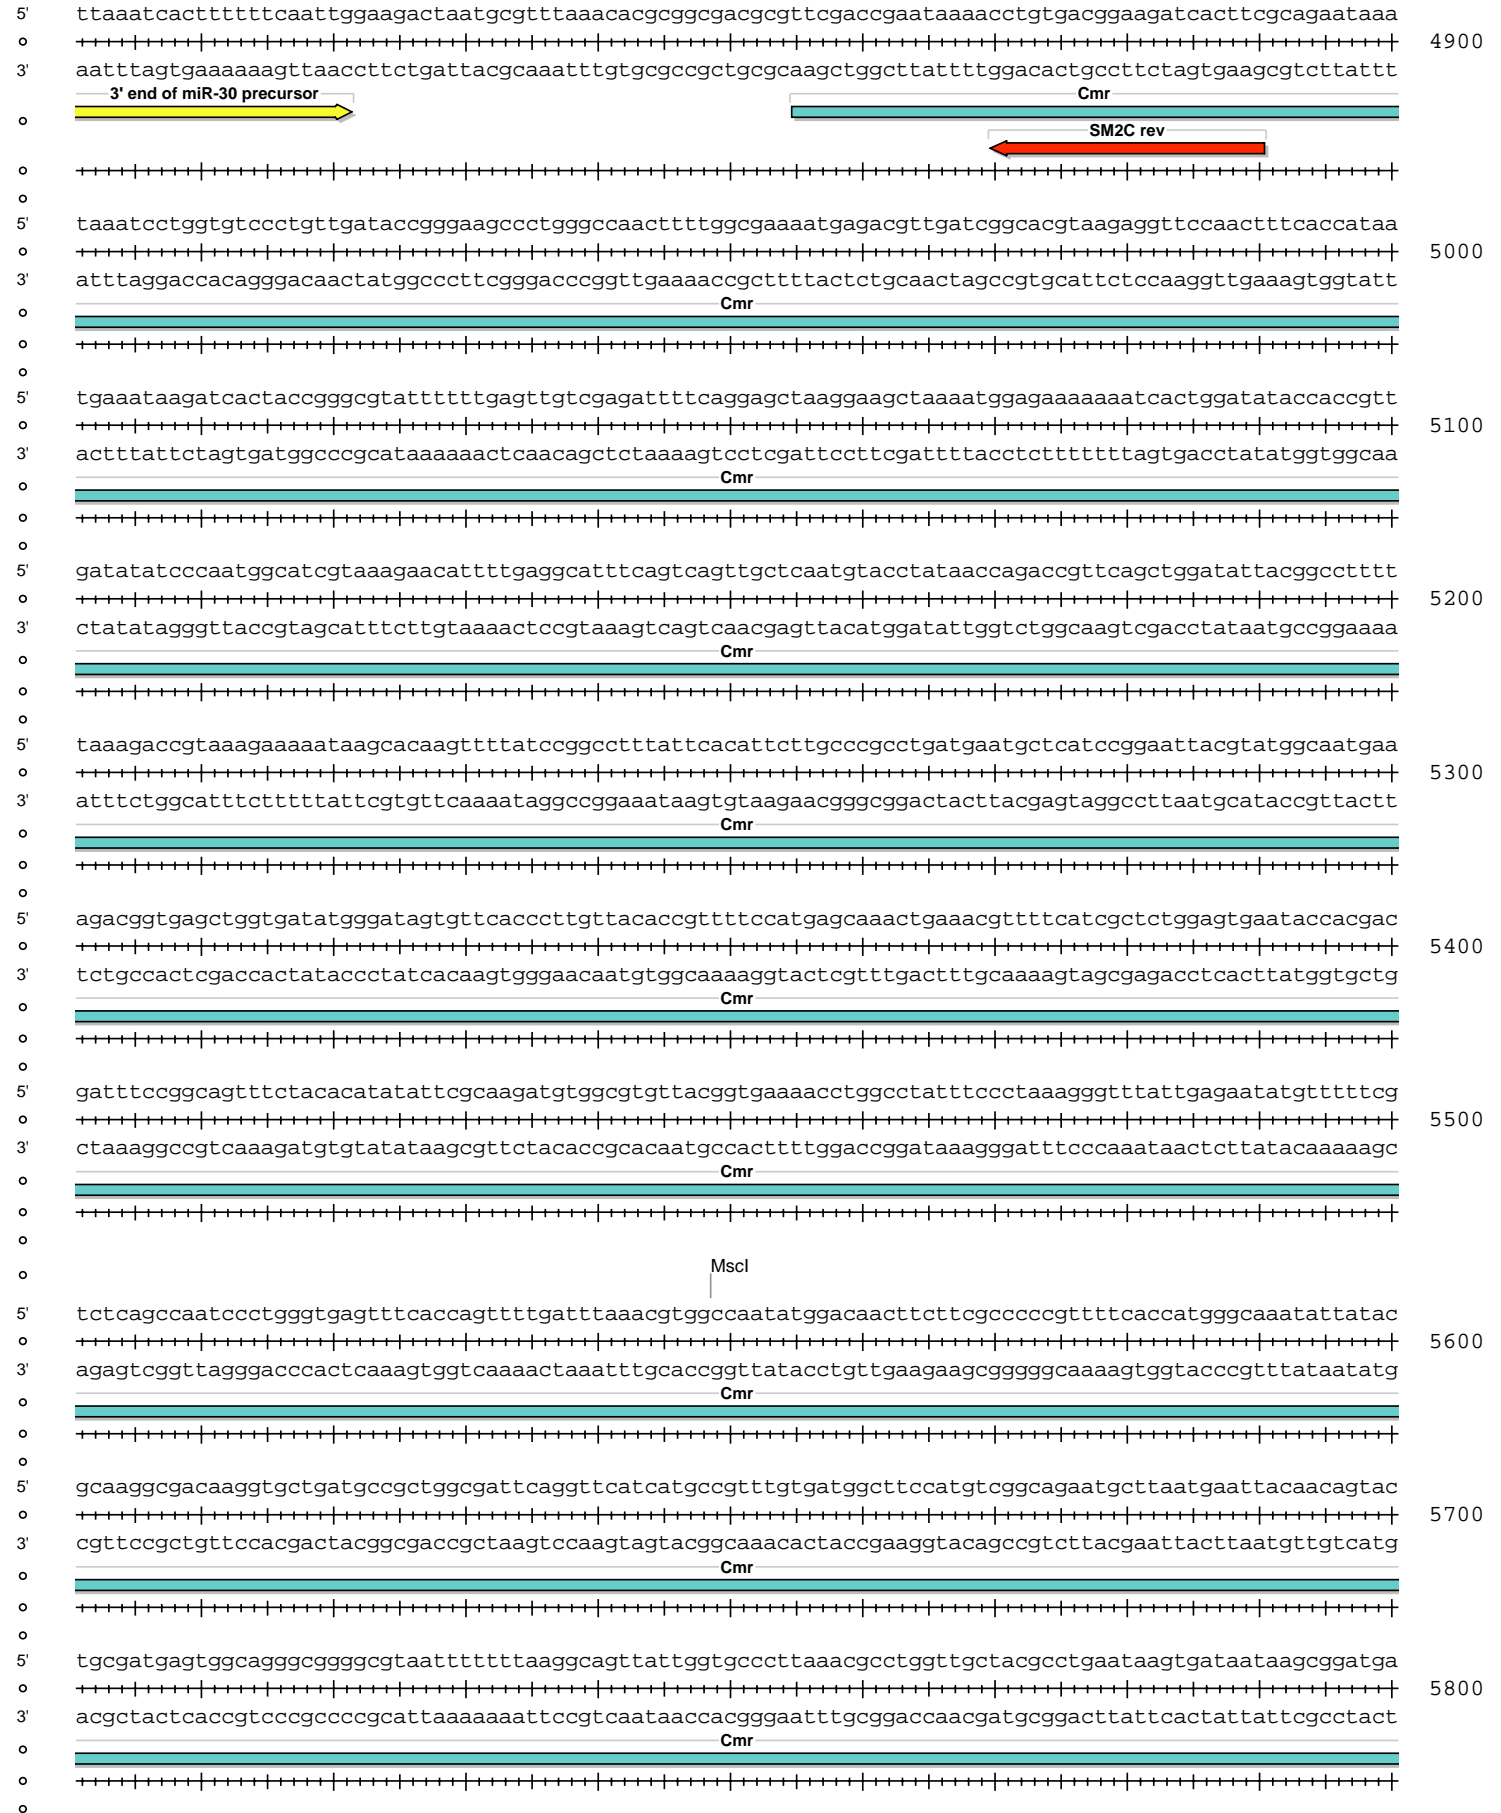 5' ttaaatcactttttttcaattggaagactaatgcgtttaaacacgcggcgacgcgttcgaccgaataaaacctgtgacggaagatcacttcgcagaataaa
4900
3' aatttagtgaaaaaagttaaccttctgattacgcaaatttgtgcgccgctgcgcaagctggcttattttggacactgccttctagtgaagcgtcttattt
3' end of miR-30 precursor
Cmr
SM2C rev
5' taaatcctggtgtccctgttgataccgggaagccctgggccaacttttggcgaaaatgagacgttgatcggcacgtaagaggttccaactttcaccataa
5000
3' atttaggaccacagggacaactatggcccttcgggacccggttgaaaaccgcttttactctgcaactagccgtgcattctccaaggttgaaagtggtatt
Cmr
5' tgaaataagatcactaccgggcgtattttttgagttgtcgagattttcaggagctaaggaagctaaaatggagaaaaaaatcactggatataccaccgtt
5100
3' actttattctagtgatggcccgcataaaaaactcaacagctctaaaagtcctcgattccttcgattttacctctttttttagtgacctatatggtggcaa
Cmr
5' gatatatcccaatggcatcgtaaagaacattttgaggcatttcagtcagttgctcaatgtacctataaccagaccgttcagctggatattacggcctttt
5200
3' ctatatagggttaccgtagcatttcttgtaaaactccgtaaagtcagtcaacgagttacatggatattggtctggcaagtcgacctataatgccggaaaa
Cmr
5' taaagaccgtaaagaaaaataagcacaagttttatccggcctttattcacattcttgcccgcctgatgaatgctcatccggaattacgtatggcaatgaa
5300
3' atttctggcatttctttttattcgtgttcaaaataggccggaaataagtgtaagaacgggcggactacttacgagtaggccttaatgcataccgttactt
Cmr
5' agacggtgagctggtgatatgggatagtgttcacccttgttacaccgttttccatgagcaaactgaaacgttttcatcgctctggagtgaataccacgac
5400
3' tctgccactcgaccactataccctatcacaagtgggaacaatgtggcaaaaggtactcgtttgactttgcaaaagtagcgagacctcacttatggtgctg
Cmr
5' gatttccggcagtttctacacatatattcgcaagatgtggcgtgttacggtgaaaacctggcctatttccctaaagggtttattgagaatatgtttttcg
5500
3' ctaaaggccgtcaaagatgtgtatataagcgttctacaccgcacaatgccacttttggaccggataaagggatttcccaaataactcttatacaaaaagc
Cmr
MscI
5' tctcagccaatccctgggtgagtttcaccagttttgatttaaacgtggccaatatggacaacttcttcgcccccgttttcaccatgggcaaatattatac
5600
3' agagtcggttagggacccactcaaagtggtcaaaactaaatttgcaccggttatacctgttgaagaagcgggggcaaaagtggtacccgtttataatatg
Cmr
5' gcaaggcgacaaggtgctgatgccgctggcgattcaggttcatcatgccgtttgtgatggcttccatgtcggcagaatgcttaatgaattacaacagtac
5700
3' cgttccgctgttccacgactacggcgaccgctaagtccaagtagtacggcaaacactaccgaaggtacagccgtcttacgaattacttaatgttgtcatg
Cmr
5' tgcgatgagtggcagggcggggcgtaatttttttaaggcagttattggtgcccttaaacgcctggttgctacgcctgaataagtgataataagcggatga
5800
3' acgctactcaccgtcccgccccgcattaaaaaaattccgtcaataaccacgggaatttgcggaccaacgatgcggacttattcactattattcgcctact
Cmr